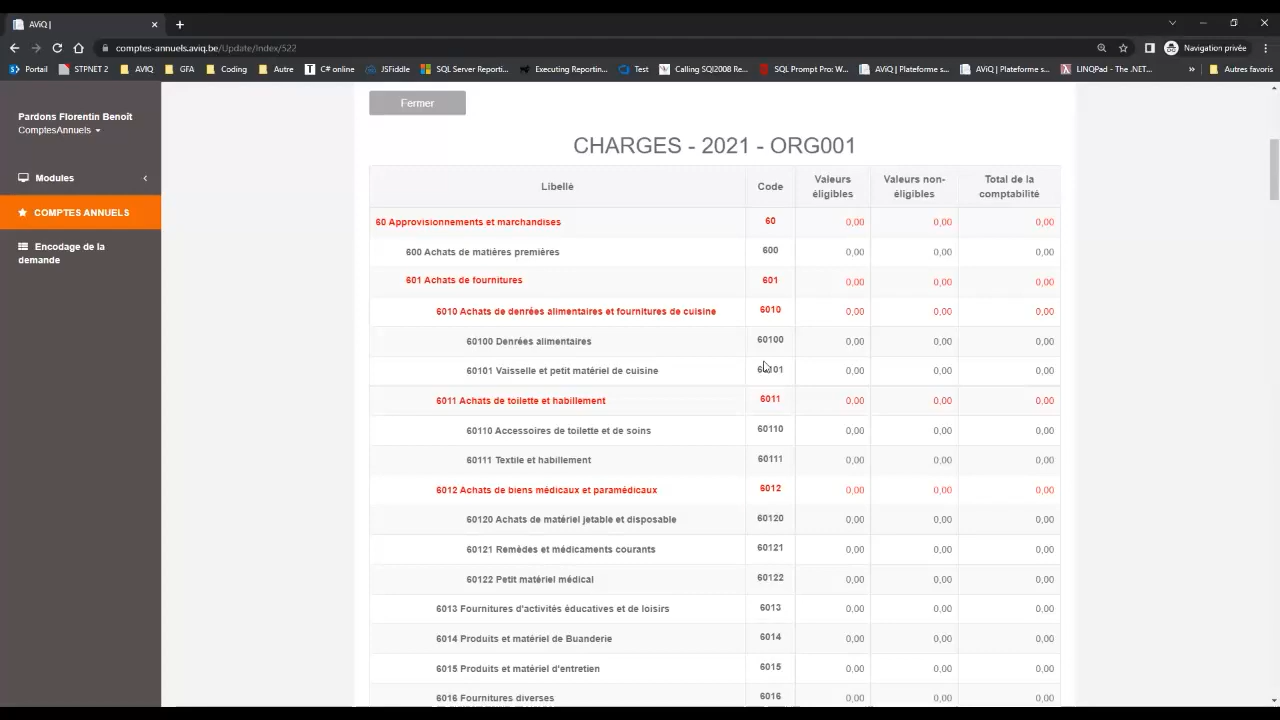 AViQ |
comptes-annuels.aviq.be/Update/Index/522
Navigation privée
Portail
STPNET 2
AVIQ
GFA
Coding
Autre
C# online
JSFiddle
SQL Server Reporti...
Executing Reportin...
Test
Calling SQl2008 Re...
SQL Prompt Pro: W...
AViQ | Plateforme s...
AViQ | Plateforme s...
LINQPad - The .NET...
»
Autres favoris
Pardons Florentin Benoît
ComptesAnnuels
Modules
COMPTES ANNUELS
Encodage de la
demande
Fermer
CHARGES - 2021 - ORG001
Libellé Code Valeurs éligibles Valeurs non-éligibles Total de la comptabilité
60 Approvisionnements et marchandises 60 0,00 0,00 0,00
600 Achats de matières premières 600 0,00 0,00 0,00
601 Achats de fournitures 601 0,00 0,00 0,00
6010 Achats de denrées alimentaires et fournitures de cuisine 6010 0,00 0,00 0,00
60100 Denrées alimentaires 60100 0,00 0,00 0,00
60101 Vaisselle et petit matériel de cuisine 60101 0,00 0,00 0,00
6011 Achats de toilette et habillement 6011 0,00 0,00 0,00
60110 Accessoires de toilette et de soins 60110 0,00 0,00 0,00
60111 Textile et habillement 60111 0,00 0,00 0,00
6012 Achats de biens médicaux et paramédicaux 6012 0,00 0,00 0,00
60120 Achats de matériel jetable et disposable 60120 0,00 0,00 0,00
60121 Remèdes et médicaments courants 60121 0,00 0,00 0,00
60122 Petit matériel médical 60122 0,00 0,00 0,00
6013 Fournitures d'activités éducatives et de loisirs 6013 0,00 0,00 0,00
6014 Produits et matériel de Buanderie 6014 0,00 0,00 0,00
6015 Produits et matériel d'entretien 6015 0,00 0,00 0,00
6016 Fournitures diverses 6016 0,00 0,00 0,00